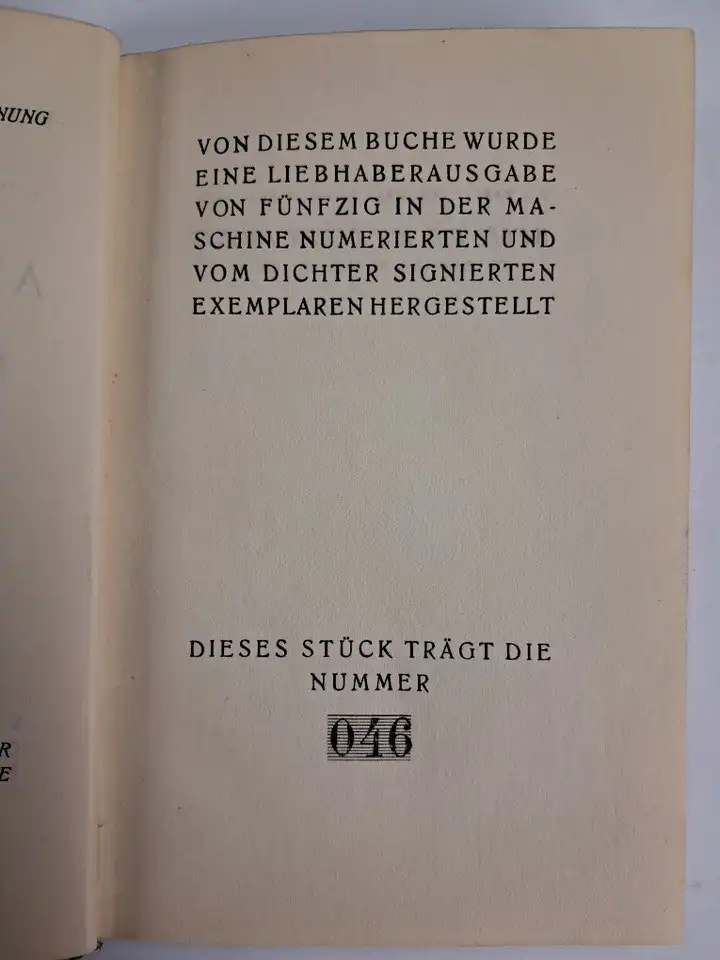 VON DIESEM BUCHE WURDE
EINE LIEBHABERAUSGABE
VON FÜNFZIG IN DER MA-
SCHINE NUMERIERTEN UND
VOM DICHTER SIGNIERTEN
EXEMPLAREN HERGESTELLT
DIESES STÜCK TRÄGT DIE
NUMMER
046